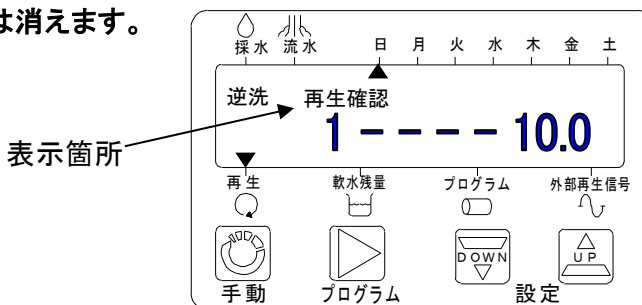 は消えます。
採水 流水 日 月 火 水 木 金 土
逆洗 再生確認
1 ---- 10.0
表示箇所
再生 軟水残量 プログラム 外部再生信号
DOWN UP
手動 プログラム 設定